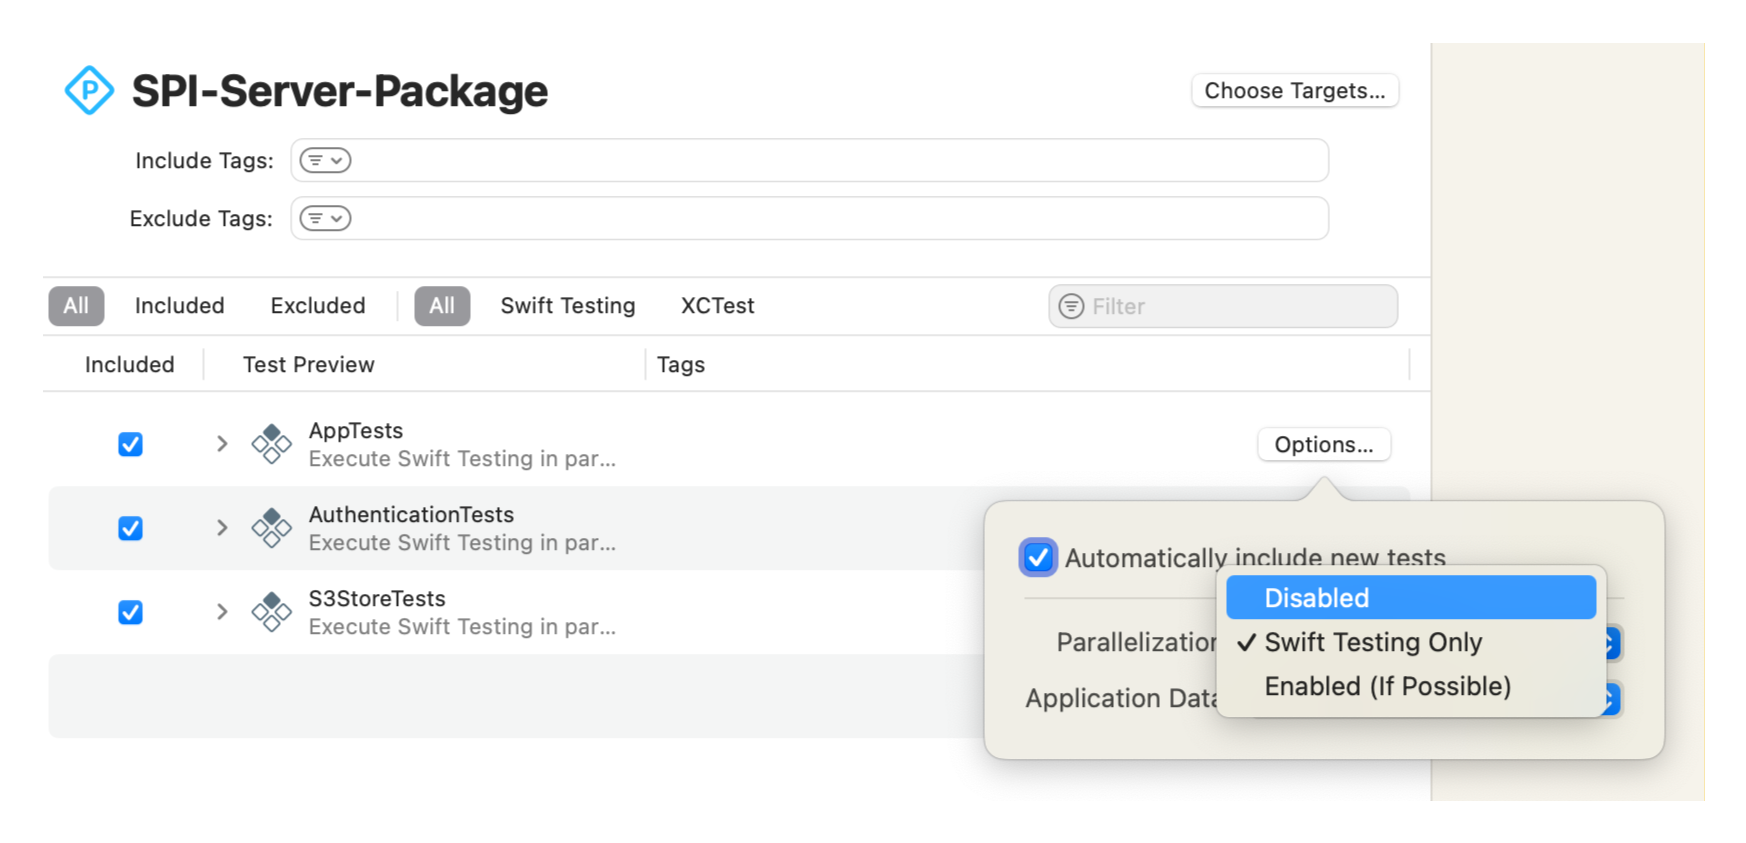 P
SPI-Server-Package
Choose Targets...
Include Tags:
Exclude Tags:
All Included Excluded All Swift Testing XCTest Filter
Included Test Preview Tags
AppTests
Execute Swift Testing in par...
Options...
AuthenticationTests
Execute Swift Testing in par...
S3StoreTests
Execute Swift Testing in par...
Automatically include new tests
Disabled
Parallelization
Swift Testing Only
Enabled (If Possible)
Application Data